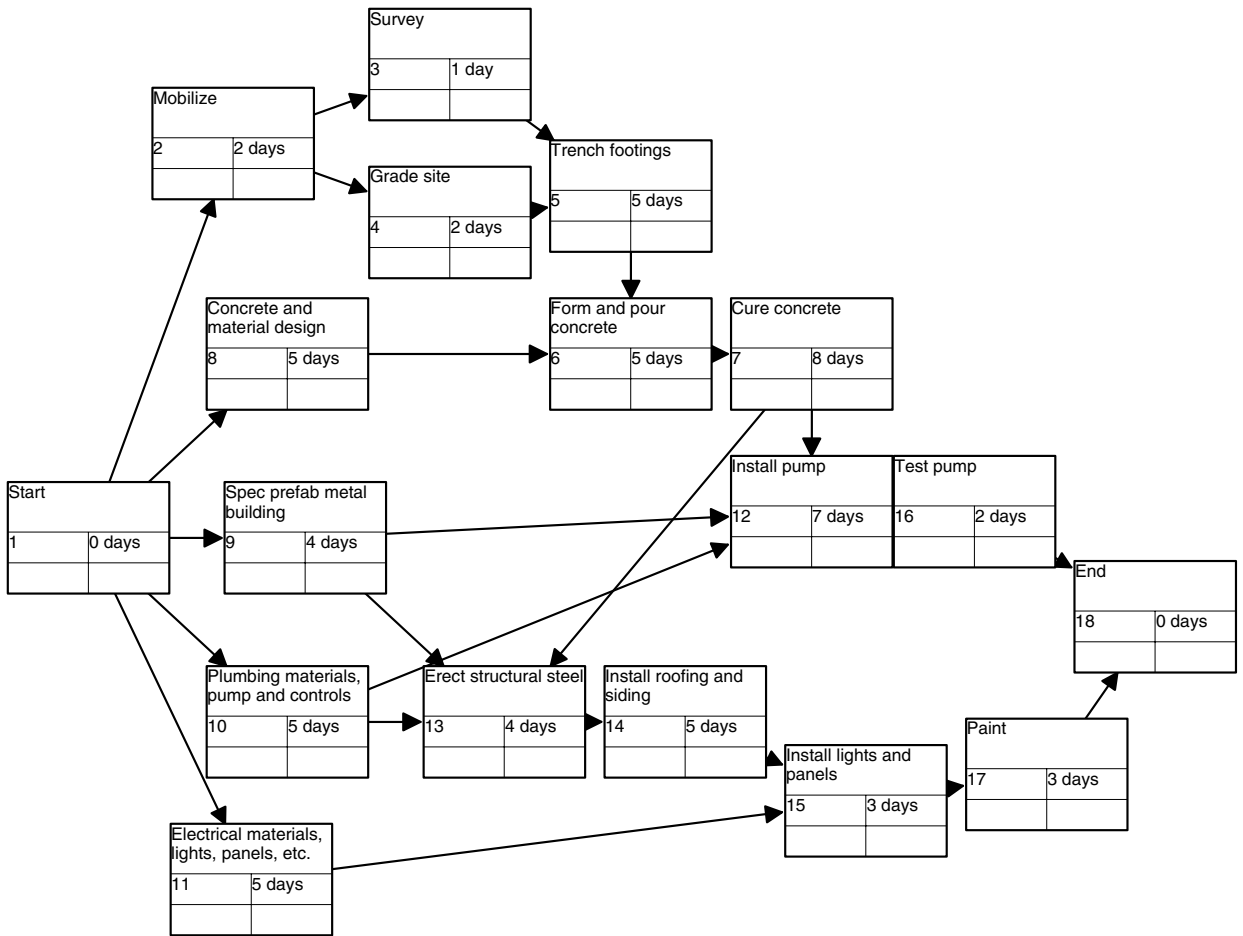 Survey
3 1 day
Mobilize
2 2 days
Trench footings
5 5 days
Grade site
4 2 days
Concrete and
material design
8 5 days
Form and pour
concrete
6 5 days
Cure concrete
7 8 days
Install pump
12 7 days
Test pump
16 2 days
Start
1 0 days
Spec prefab metal
building
9 4 days
End
18 0 days
Plumbing materials,
pump and controls
10 5 days
Erect structural steel
13 4 days
Install roofing and
siding
14 5 days
Install lights and
panels
15 3 days
Paint
17 3 days
Electrical materials,
lights, panels, etc.
11 5 days